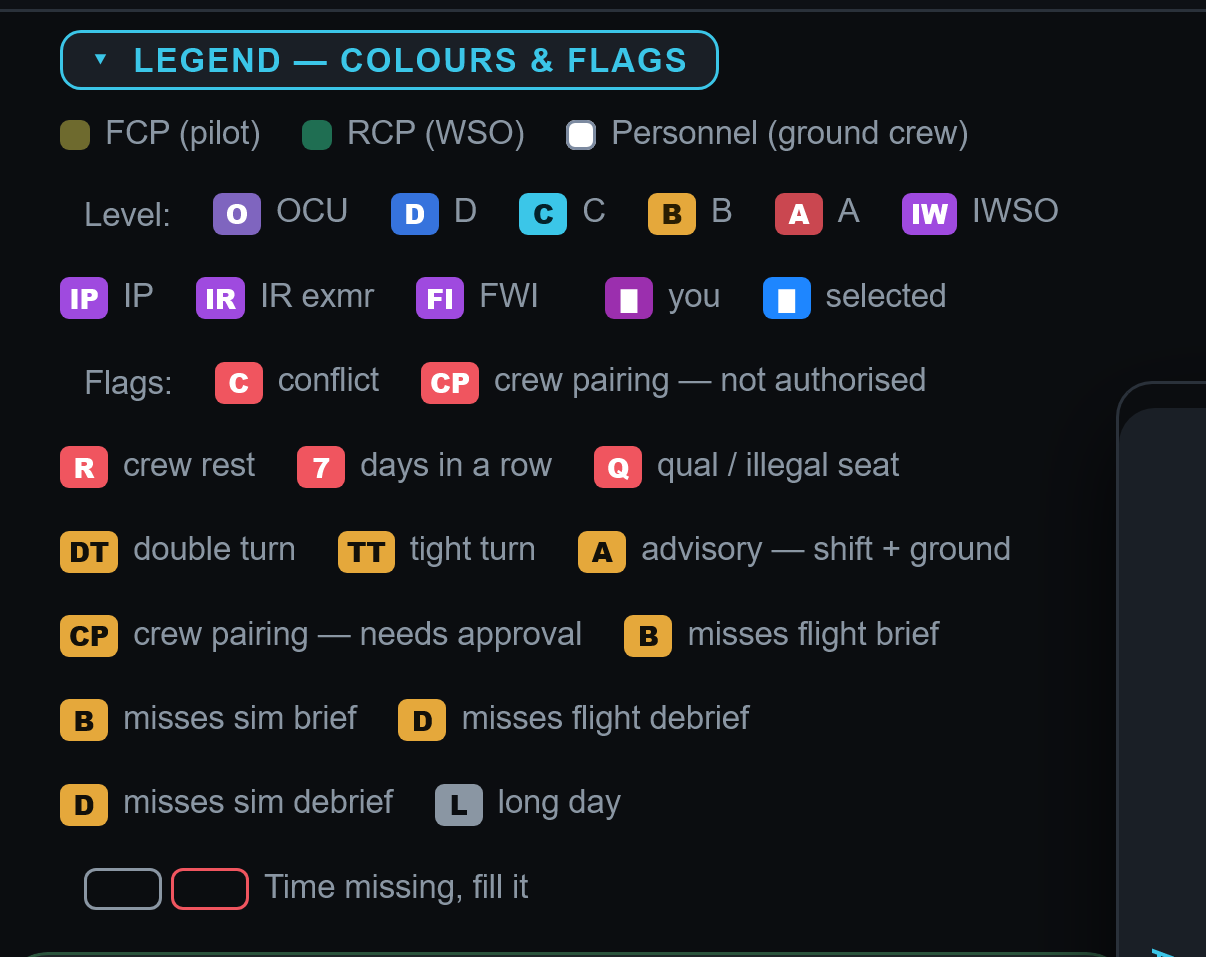 ▼ LEGEND — COLOURS & FLAGS
FCP (pilot) RCP (WSO) Personnel (ground crew)
Level: O OCU D D C C B B A A IW IWSO
IP IP IR IR exmr FI FWI you selected
Flags: C conflict CP crew pairing — not authorised
R crew rest 7 days in a row Q qual / illegal seat
DT double turn TT tight turn A advisory — shift + ground
CP crew pairing — needs approval B misses flight brief
B misses sim brief D misses flight debrief
D misses sim debrief L long day
Time missing, fill it